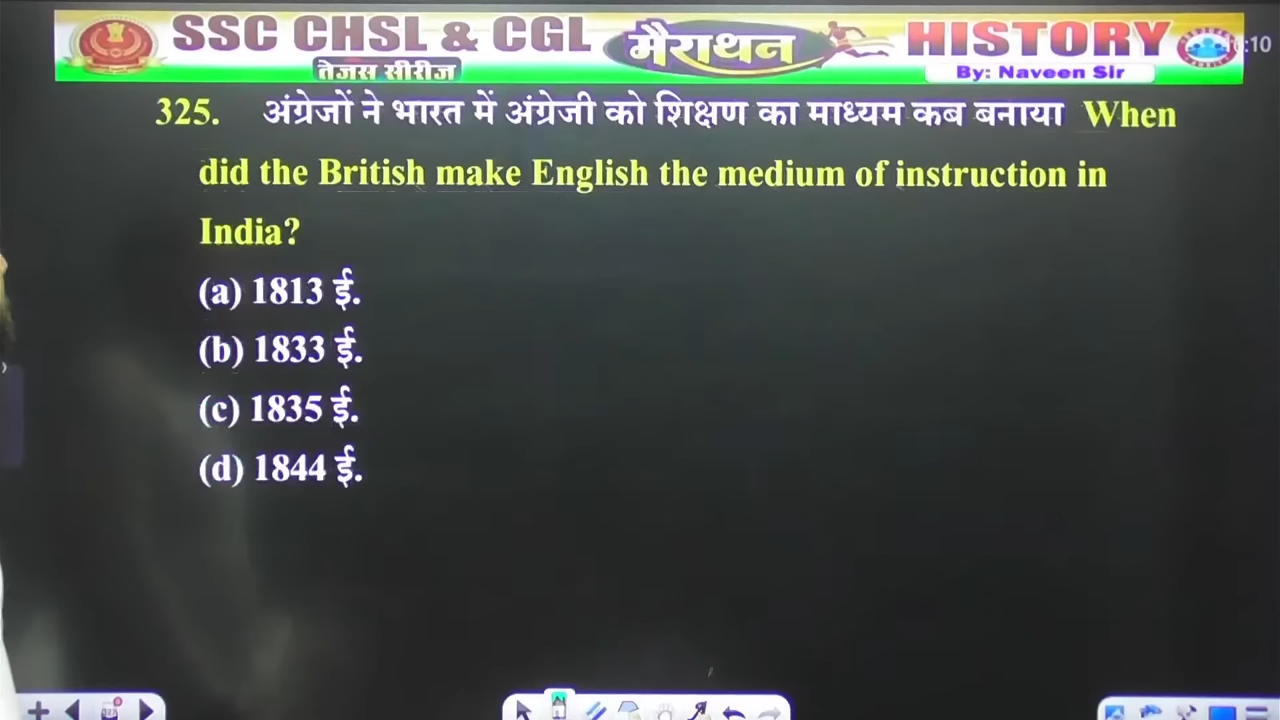 SSC CHSL & CGL मैराथन HISTORY
तेजस सीरीज By: Naveen Sir
325. अंग्रेजों ने भारत में अंग्रेजी को शिक्षण का माध्यम कब बनाया When
did the British make English the medium of instruction in
India?
(a) 1813 ई.
(b) 1833 ई.
(c) 1835 ई.
(d) 1844 ई.